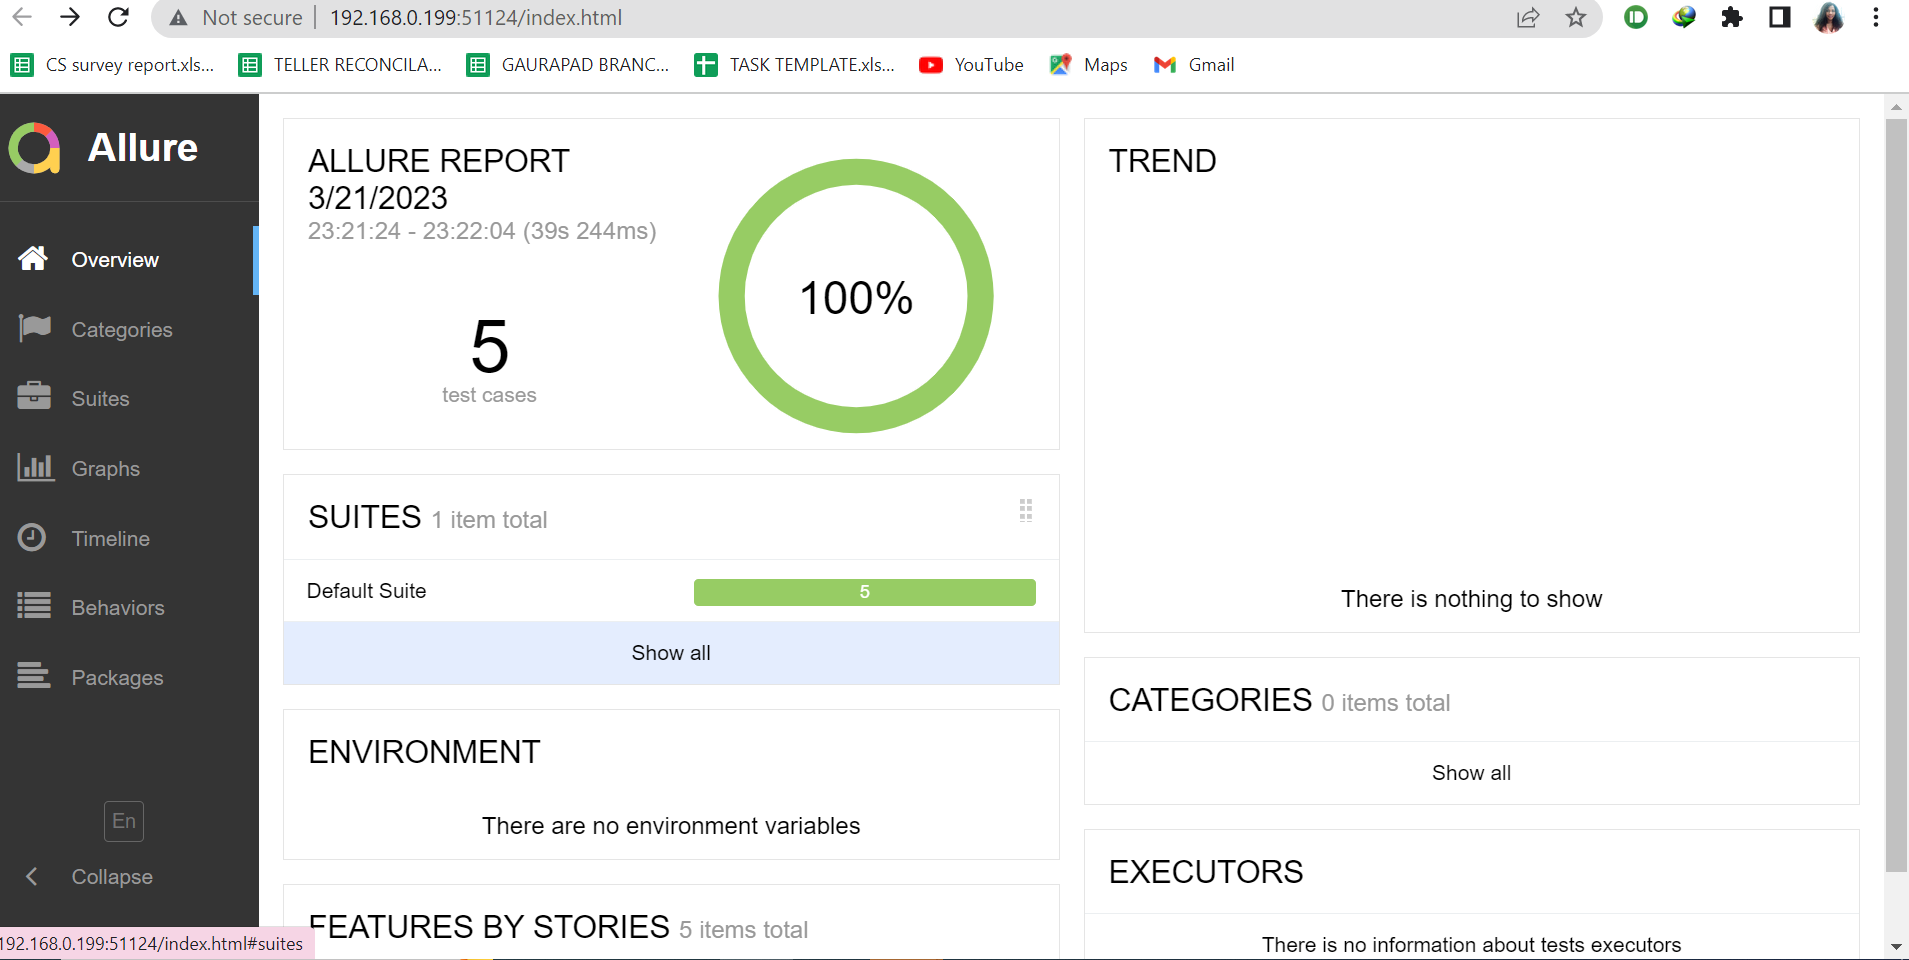 Not secure 192.168.0.199:51124/index.html
CS survey report.xls... TELLER RECONCILA... GAURAPAD BRANC... TASK TEMPLATE.xls... YouTube Maps Gmail
Allure
Overview
Categories
Suites
Graphs
Timeline
Behaviors
Packages
En
Collapse
192.168.0.199:51124/index.html#suites
ALLURE REPORT
3/21/2023
23:21:24 - 23:22:04 (39s 244ms)
5
test cases
100%
SUITES 1 item total
Default Suite 5
Show all
ENVIRONMENT
There are no environment variables
FEATURES BY STORIES 5 items total
TREND
There is nothing to show
CATEGORIES 0 items total
Show all
EXECUTORS
There is no information about tests executors